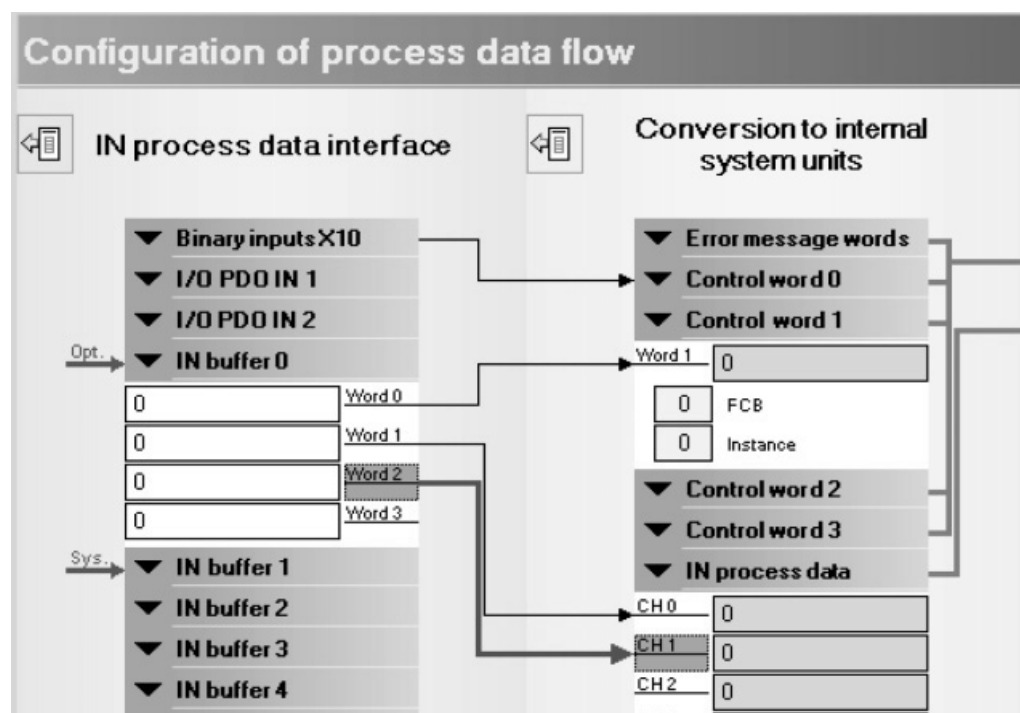 Configuration of process data flow
IN process data interface
Conversion to internal
system units
Binary inputs X10
I/O PDO IN 1
I/O PDO IN 2
Opt.
IN buffer 0
0
Word 0
0
Word 1
0
Word 2
0
Word 3
Sys.
IN buffer 1
IN buffer 2
IN buffer 3
IN buffer 4
Error message words
Control word 0
Control word 1
Word 1
0
0
FCB
0
Instance
Control word 2
Control word 3
IN process data
CH 0
0
CH 1
0
CH 2
0